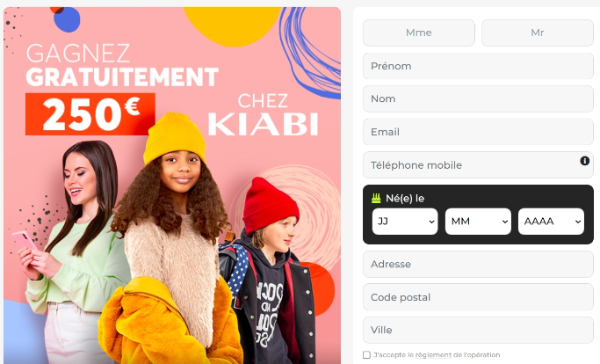 GAGNEZ
GRATUITEMENT
250€
CHEZ
KIABI
Mme
Mr
Prénom
Nom
Email
Téléphone mobile
i
Né(e) le
JJ
MM
AAAA
Adresse
Code postal
Ville
J'accepte le règlement de l'opération